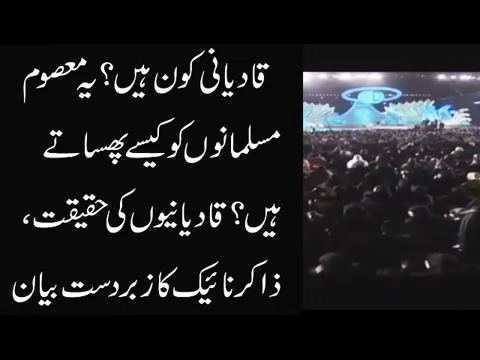 قادیانی کون ہیں؟ یہ معصوم
مسلمانوں کو کیسے پھساتے
ہیں؟ قادیانیوں کی حقیقت،
ذاکر نائیک کا زبردست بیان